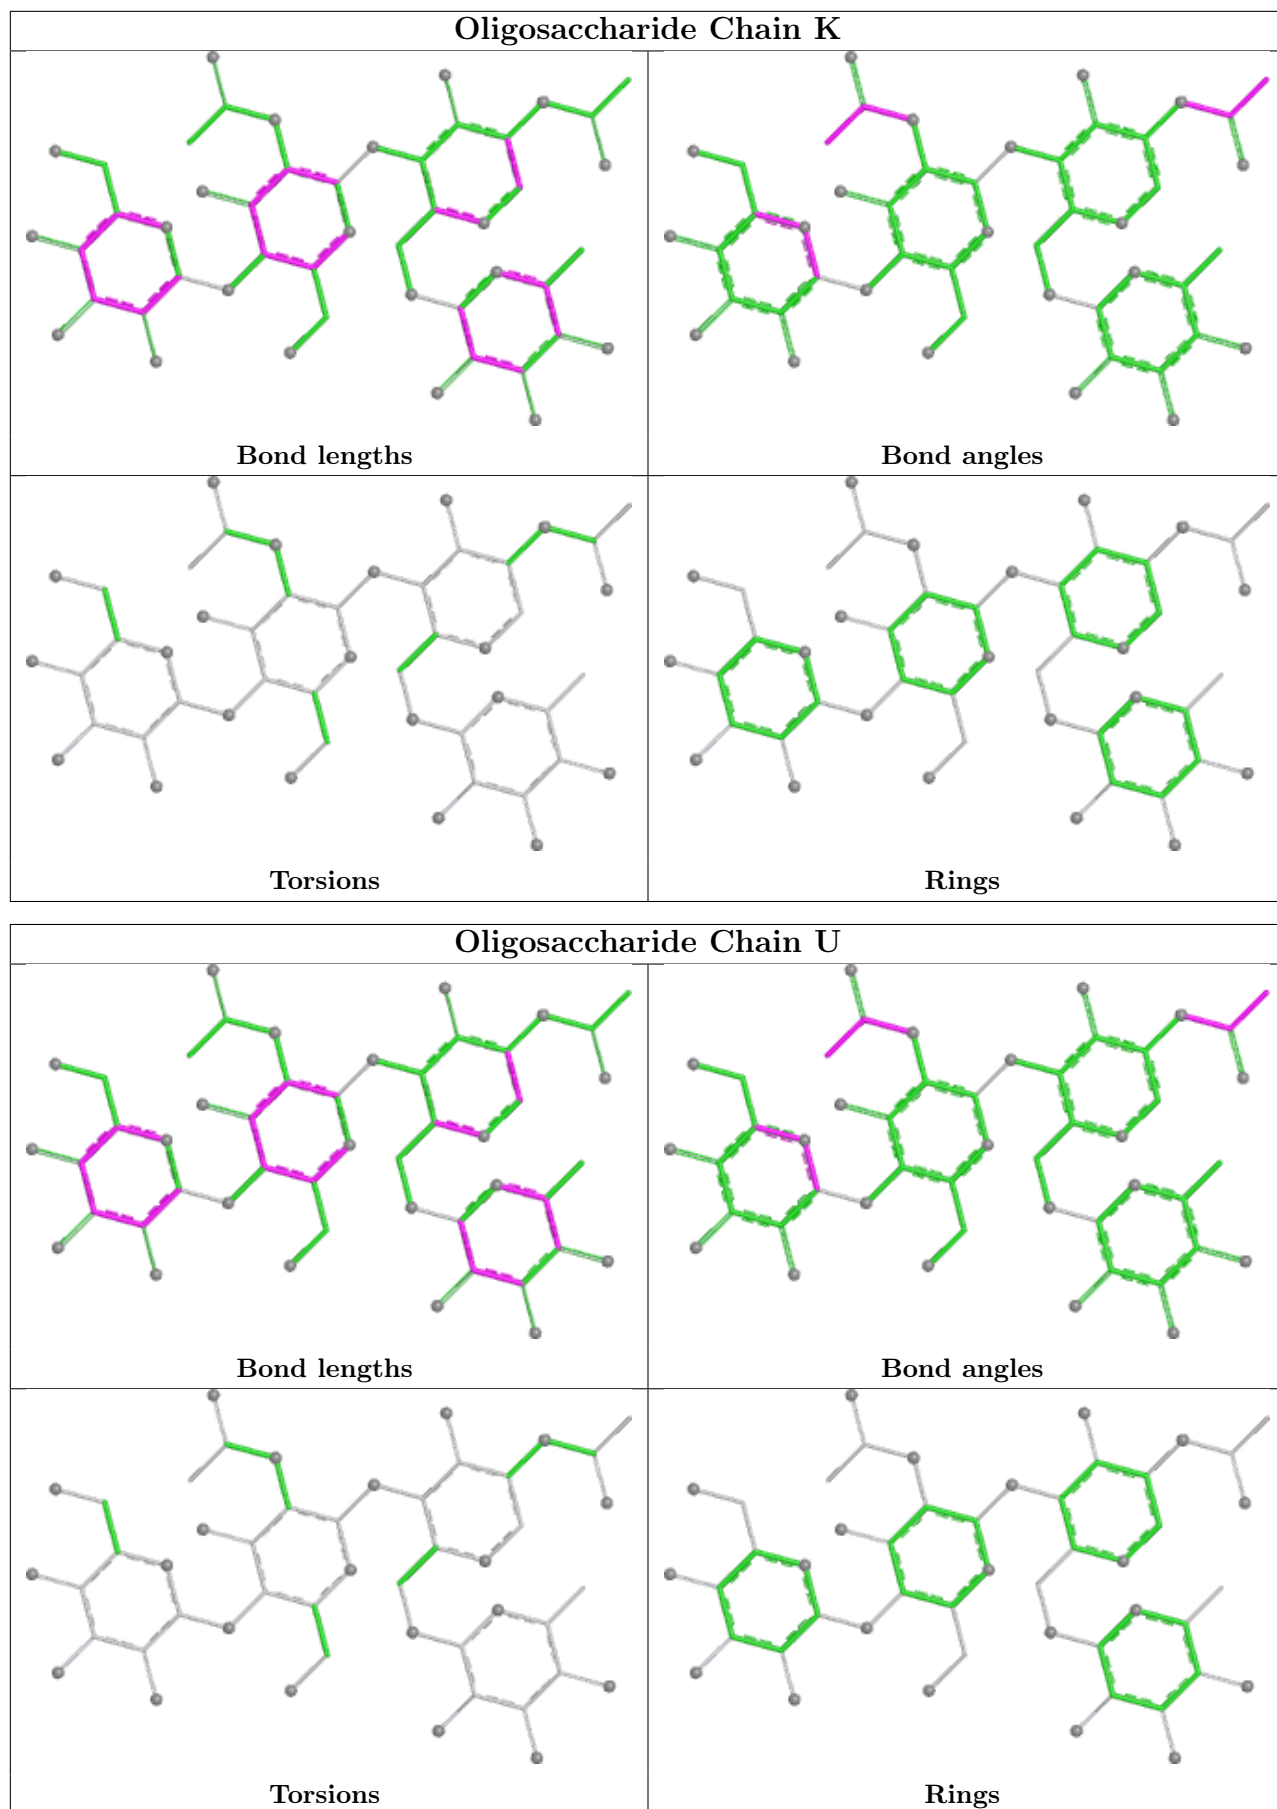 Oligosaccharide Chain K
Bond lengths
Bond angles
Torsions
Rings
Oligosaccharide Chain U
Bond lengths
Bond angles
Torsions
Rings